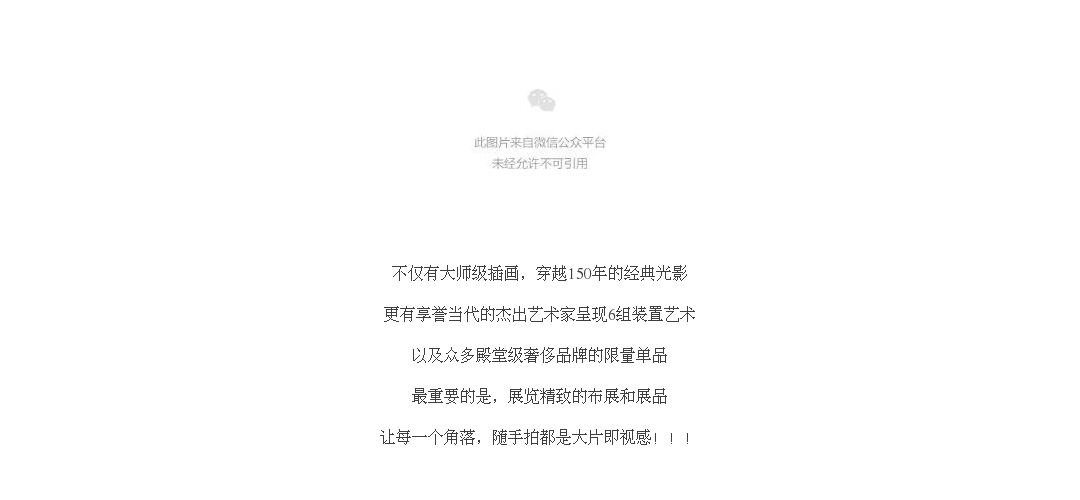 此图片来自微信公众平台
未经允许不可引用
不仅有大师级插画，穿越150年的经典光影
更有享誉当代的杰出艺术家呈现6组装置艺术
以及众多殿堂级奢侈品牌的限量单品
最重要的是，展览精致的布展和展品
让每一个角落，随手拍都是大片即视感！！！